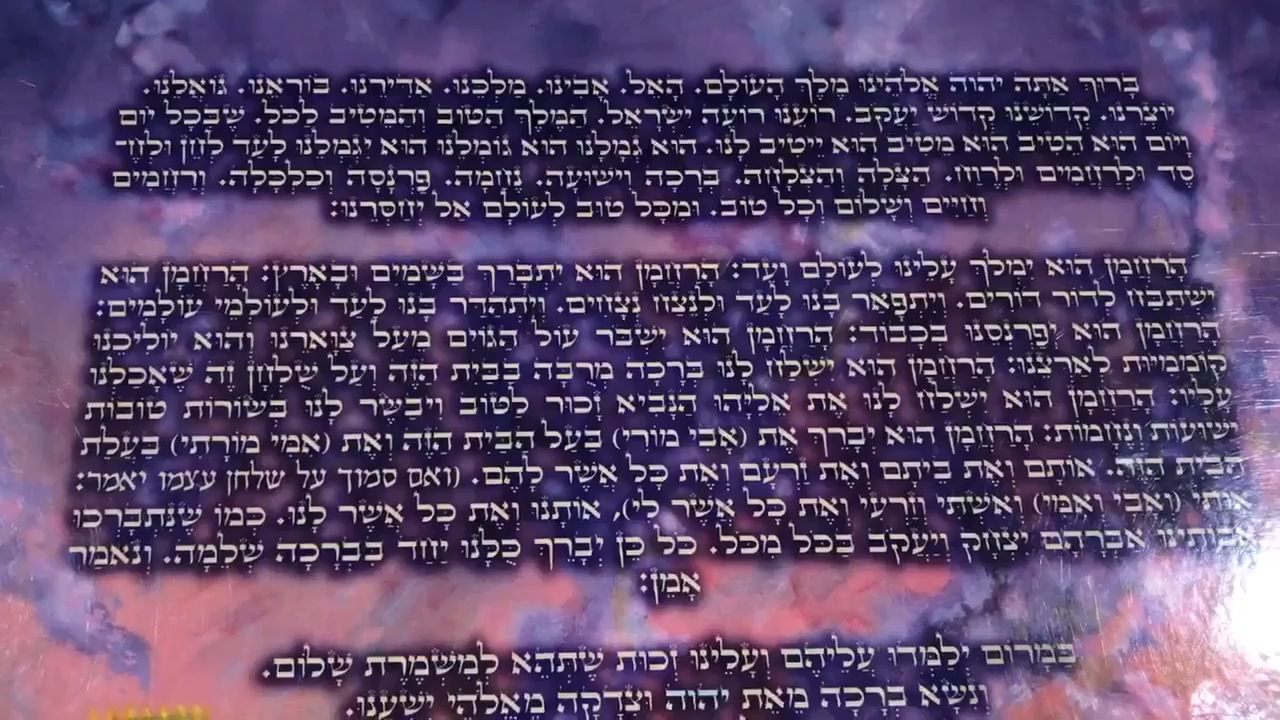 בָּרוּךְ אַתָּה יהוה אֱלֹהֵינוּ מֶלֶךְ הָעוֹלָם. הָאֵל. אָבִינוּ. מַלְכֵּנוּ. אַדִּירֵנוּ. בּוֹרְאֵנוּ. גּוֹאֲלֵנוּ.
יוֹצְרֵנוּ. קְדוֹשֵׁנוּ קְדוֹשׁ יַעֲקֹב. רוֹעֵנוּ רוֹעֵה יִשְׂרָאֵל. הַמֶּלֶךְ הַטּוֹב וְהַמֵּטִיב לַכֹּל. שֶׁבְּכָל יוֹם
וָיוֹם הוּא הֵטִיב הוּא מֵטִיב הוּא יֵיטִיב לָנוּ. הוּא גְמָלָנוּ הוּא גוֹמְלֵנוּ הוּא יִגְמְלֵנוּ לָעַד לְחֵן וּלְחֶ־
סֶד וּלְרַחֲמִים וּלְרֶוַח. הַצָּלָה וְהַצְלָחָה. בְּרָכָה וִישׁוּעָה. נֶחָמָה. פַּרְנָסָה וְכַלְכָּלָה. וְרַחֲמִים
וְחַיִּים וְשָׁלוֹם וְכָל טוֹב. וּמִכָּל טוּב לְעוֹלָם אַל יְחַסְּרֵנוּ:
הָרַחֲמָן הוּא יִמְלֹךְ עָלֵינוּ לְעוֹלָם וָעֶד: הָרַחֲמָן הוּא יִתְבָּרַךְ בַּשָּׁמַיִם וּבָאָרֶץ: הָרַחֲמָן הוּא
יִשְׁתַּבַּח לְדוֹר דּוֹרִים. וְיִתְפָּאַר בָּנוּ לָעַד וּלְנֵצַח נְצָחִים. וְיִתְהַדַּר בָּנוּ לָעַד וּלְעוֹלְמֵי עוֹלָמִים:
הָרַחֲמָן הוּא יְפַרְנְסֵנוּ בְּכָבוֹד: הָרַחֲמָן הוּא יִשְׁבֹּר עֹול הַגּוֹיִם מֵעַל צַוָּארֵנוּ וְהוּא יוֹלִיכֵנוּ
קוֹמְמִיּוּת לְאַרְצֵנוּ: הָרַחֲמָן הוּא יִשְׁלַח לָנוּ בְּרָכָה מְרֻבָּה בַּבַּיִת הַזֶּה וְעַל שֻׁלְחָן זֶה שֶׁאָכַלְנוּ
עָלָיו: הָרַחֲמָן הוּא יִשְׁלַח לָנוּ אֶת אֵלִיָּהוּ הַנָּבִיא זָכוּר לַטּוֹב וִיבַשֶּׂר לָנוּ בְּשׂוֹרוֹת טוֹבוֹת
יְשׁוּעוֹת וְנֶחָמוֹת: הָרַחֲמָן הוּא יְבָרֵךְ אֶת (אָבִי מוֹרִי) בַּעַל הַבַּיִת הַזֶּה וְאֶת (אִמִּי מוֹרָתִי) בַּעֲלַת
הַבַּיִת הַזֶּה. אוֹתָם וְאֶת בֵּיתָם וְאֶת זַרְעָם וְאֶת כָּל אֲשֶׁר לָהֶם. (ואם סמוך על שלחן עצמו יאמר:
אוֹתִי (וְאָבִי וְאִמִּי) וְאִשְׁתִּי וְזַרְעִי וְאֶת כָּל אֲשֶׁר לִי), אוֹתָנוּ וְאֶת כָּל אֲשֶׁר לָנוּ. כְּמוֹ שֶׁנִּתְבָּרְכוּ
אֲבוֹתֵינוּ אַבְרָהָם יִצְחָק וְיַעֲקֹב בַּכֹּל מִכֹּל. כֹּל כֵּן יְבָרֵךְ כֻּלָּנוּ יַחַד בִּבְרָכָה שְׁלֵמָה. וְנֹאמַר
אָמֵן:
בַּמָּרוֹם יְלַמְּדוּ עֲלֵיהֶם וְעָלֵינוּ זְכוּת שֶׁתְּהֵא לְמִשְׁמֶרֶת שָׁלוֹם.
וְנִשָּׂא בְרָכָה מֵאֵת יהוה וּצְדָקָה מֵאֱלֹהֵי יִשְׁעֵנוּ.